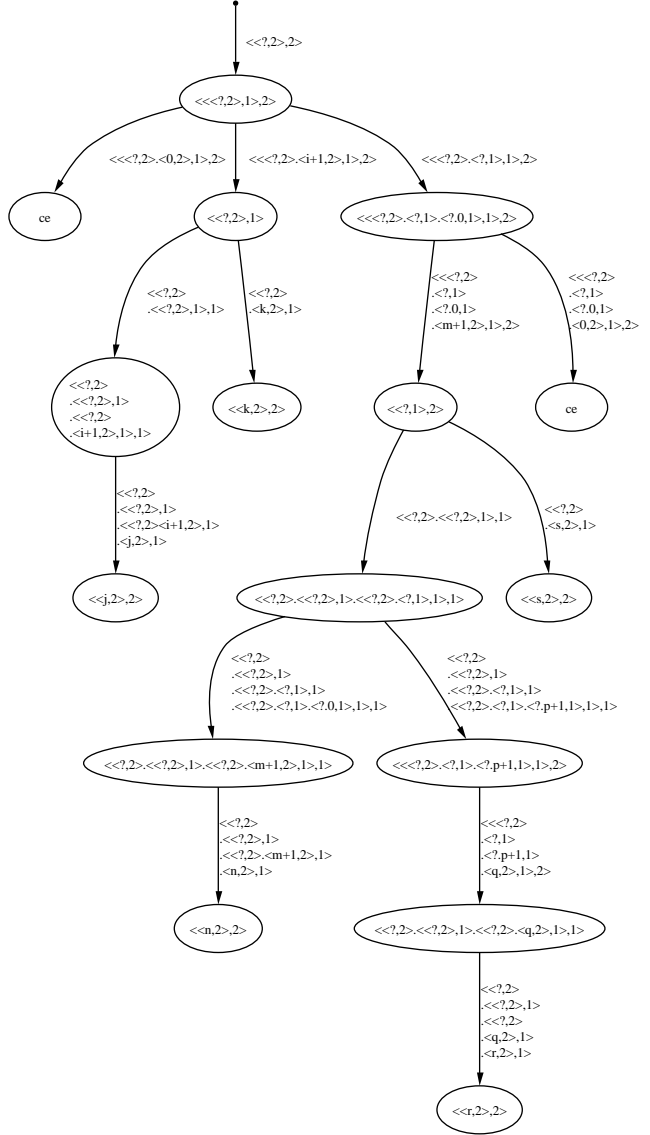 <<?,2>,2>
<<<?,2>,1>,2>
<<<?,2>.<0,2>,1>,2>
<<<?,2>.<i+1,2>,1>,2>
<<<?,2>.<?,1>,1>,2>
ce
<<?,2>,1>
<<<?,2>.<?,1>.<?.0,1>,1>,2>
<<?,2>
.<<?,2>,1>,1>
<<?,2>
.<k,2>,1>
<<<?,2>
.<?,1>
.<?.0,1>
.<m+1,2>,1>,2>
<<<?,2>
.<?,1>
.<?.0,1>
.<0,2>,1>,2>
<<?,2>
.<<?,2>,1>
.<<?,2>
.<i+1,2>,1>,1>
<<k,2>,2>
<<?,1>,2>
ce
<<?,2>
.<<?,2>,1>
.<<?,2><i+1,2>,1>
.<j,2>,1>
<<?,2>.<<?,2>,1>,1>
<<?,2>
.<s,2>,1>
<<j,2>,2>
<<?,2>.<<?,2>,1>.<<?,2>.<?,1>,1>,1>
<<s,2>,2>
<<?,2>
.<<?,2>,1>
.<<?,2>.<?,1>,1>
<<?,2>.<?,1>.<?.0,1>,1>,1>
<<?,2>
.<<?,2>,1>
.<<?,2>.<?,1>,1>
<<?,2>.<?,1>.<?.p+1,1>,1>,1>
<<?,2>.<<?,2>,1>.<<?,2>.<m+1,2>,1>,1>
<<<?,2>.<?,1>.<?.p+1,1>,1>,2>
<<?,2>
.<<?,2>,1>
.<<?,2>.<m+1,2>,1>
.<n,2>,1>
<<<?,2>
.<?,1>
.<?.p+1,1>
.<q,2>,1>,2>
<<n,2>,2>
<<?,2>.<<?,2>,1>.<<?,2>.<q,2>,1>,1>
<<?,2>
.<<?,2>,1>
.<<?,2>
.<q,2>,1>
.<r,2>,1>
<<r,2>,2>